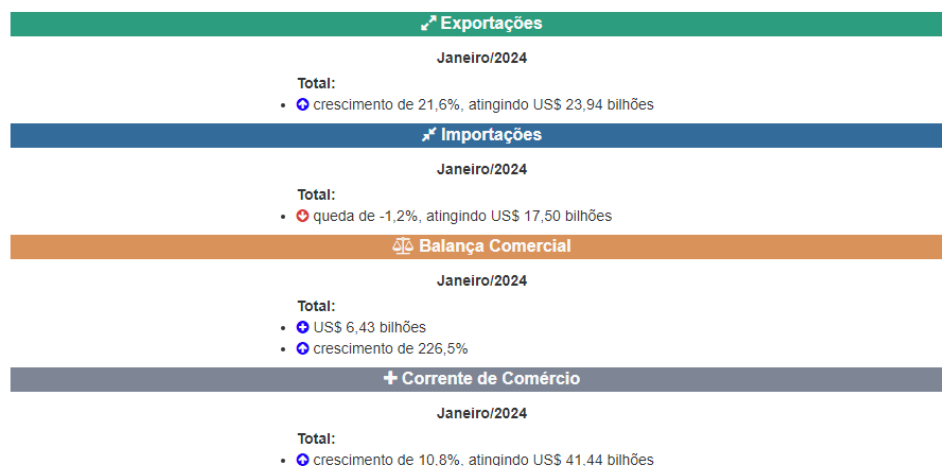 Exportações
Janeiro/2024
Total:
crescimento de 21,6%, atingindo US$ 23,94 bilhões
Importações
Janeiro/2024
Total:
queda de -1,2%, atingindo US$ 17,50 bilhões
Balança Comercial
Janeiro/2024
Total:
US$ 6,43 bilhões
crescimento de 226,5%
Corrente de Comércio
Janeiro/2024
Total:
crescimento de 10,8%, atingindo US$ 41,44 bilhões